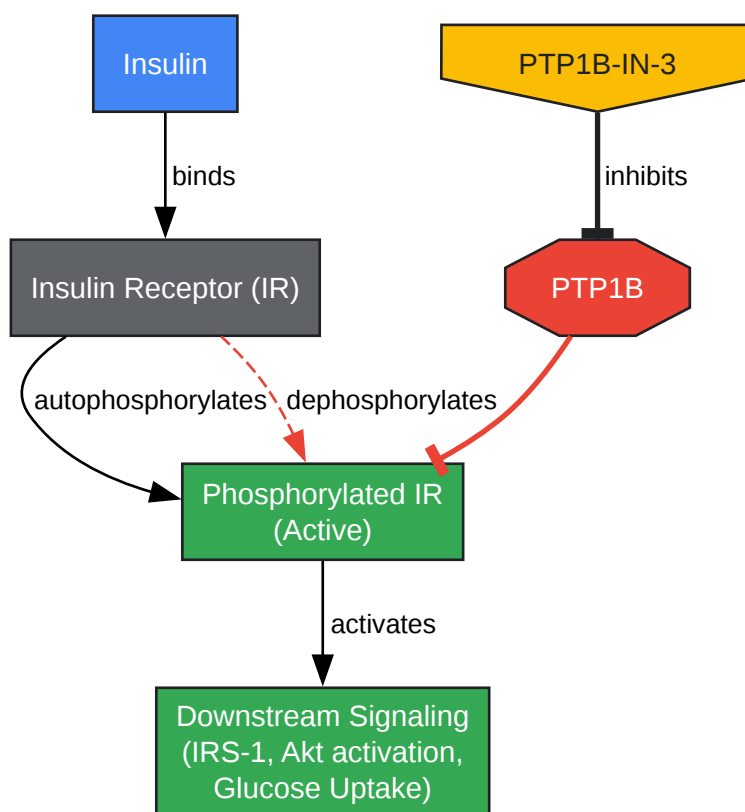 Insulin
PTP1B-IN-3
binds
inhibits
Insulin Receptor (IR)
PTP1B
autophosphorylates
dephosphorylates
Phosphorylated IR
(Active)
activates
Downstream Signaling
(IRS-1, Akt activation,
Glucose Uptake)